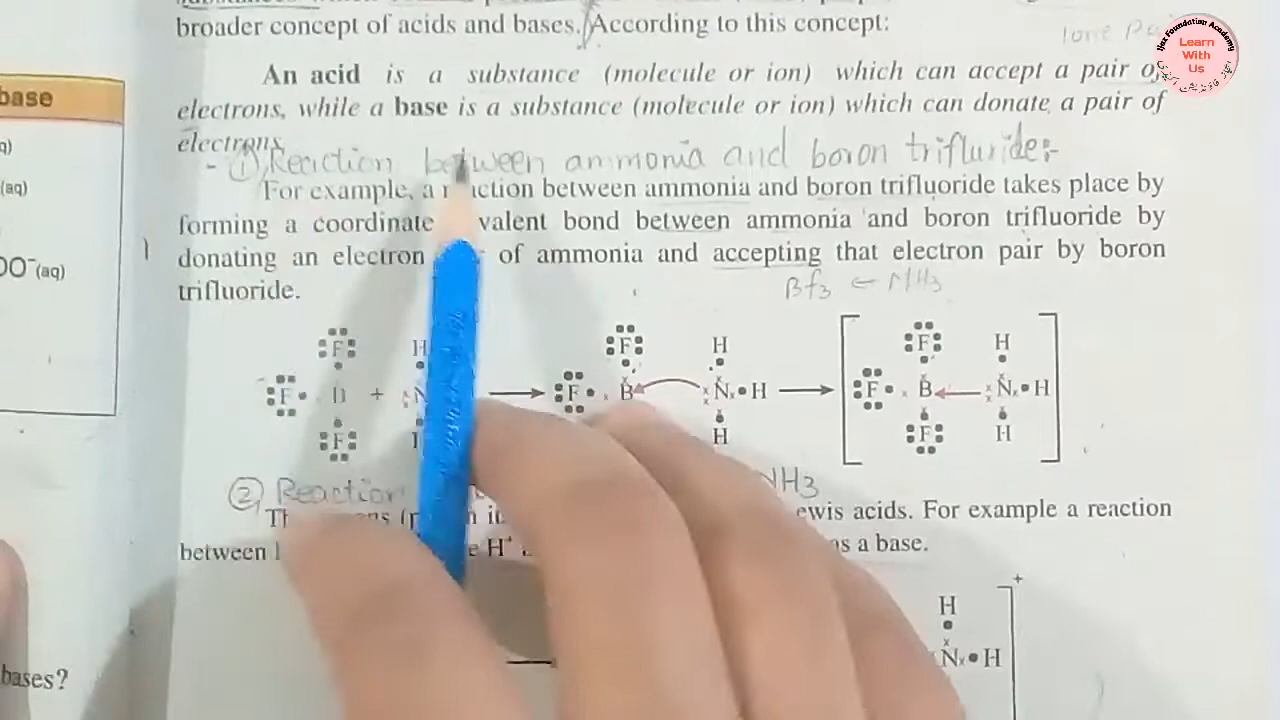 broader concept of acids and bases. According to this concept:
lone Pa
Learn
With
Us
An acid is a substance (molecule or ion) which can accept a pair of
electrons, while a base is a substance (molecule or ion) which can donate a pair of
electrons.
- ① Reaction between ammonia and boron trifluride:-
For example, a reaction between ammonia and boron trifluoride takes place by
forming a coordinate valent bond between ammonia and boron trifluoride by
donating an electron of ammonia and accepting that electron pair by boron
trifluoride.
Bf3 ← NH3
F H F H F H
F B + N F B N H F B N H
F F H F H
② Reaction NH3
ewis acids. For example a reaction
between H⁺ as a base.
+
H
N H
base
q)
(aq)
OO⁻(aq)
bases?